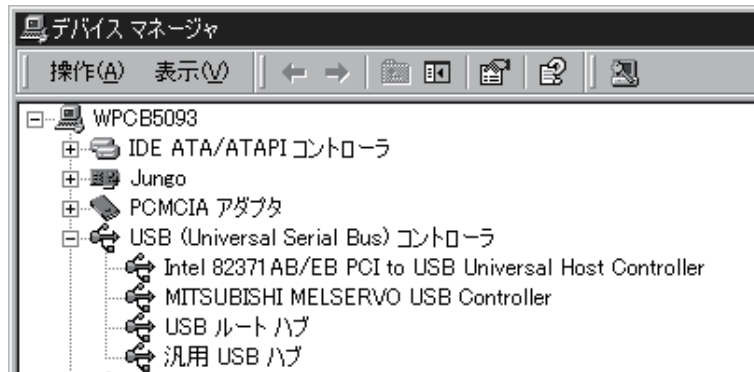 デバイス マネージャ
操作(A) 表示(V)
WPCB5093
IDE ATA/ATAPI コントローラ
Jungo
PCMCIA アダプタ
USB (Universal Serial Bus) コントローラ
Intel 82371AB/EB PCI to USB Universal Host Controller
MITSUBISHI MELSERVO USB Controller
USB ルート ハブ
汎用 USB ハブ